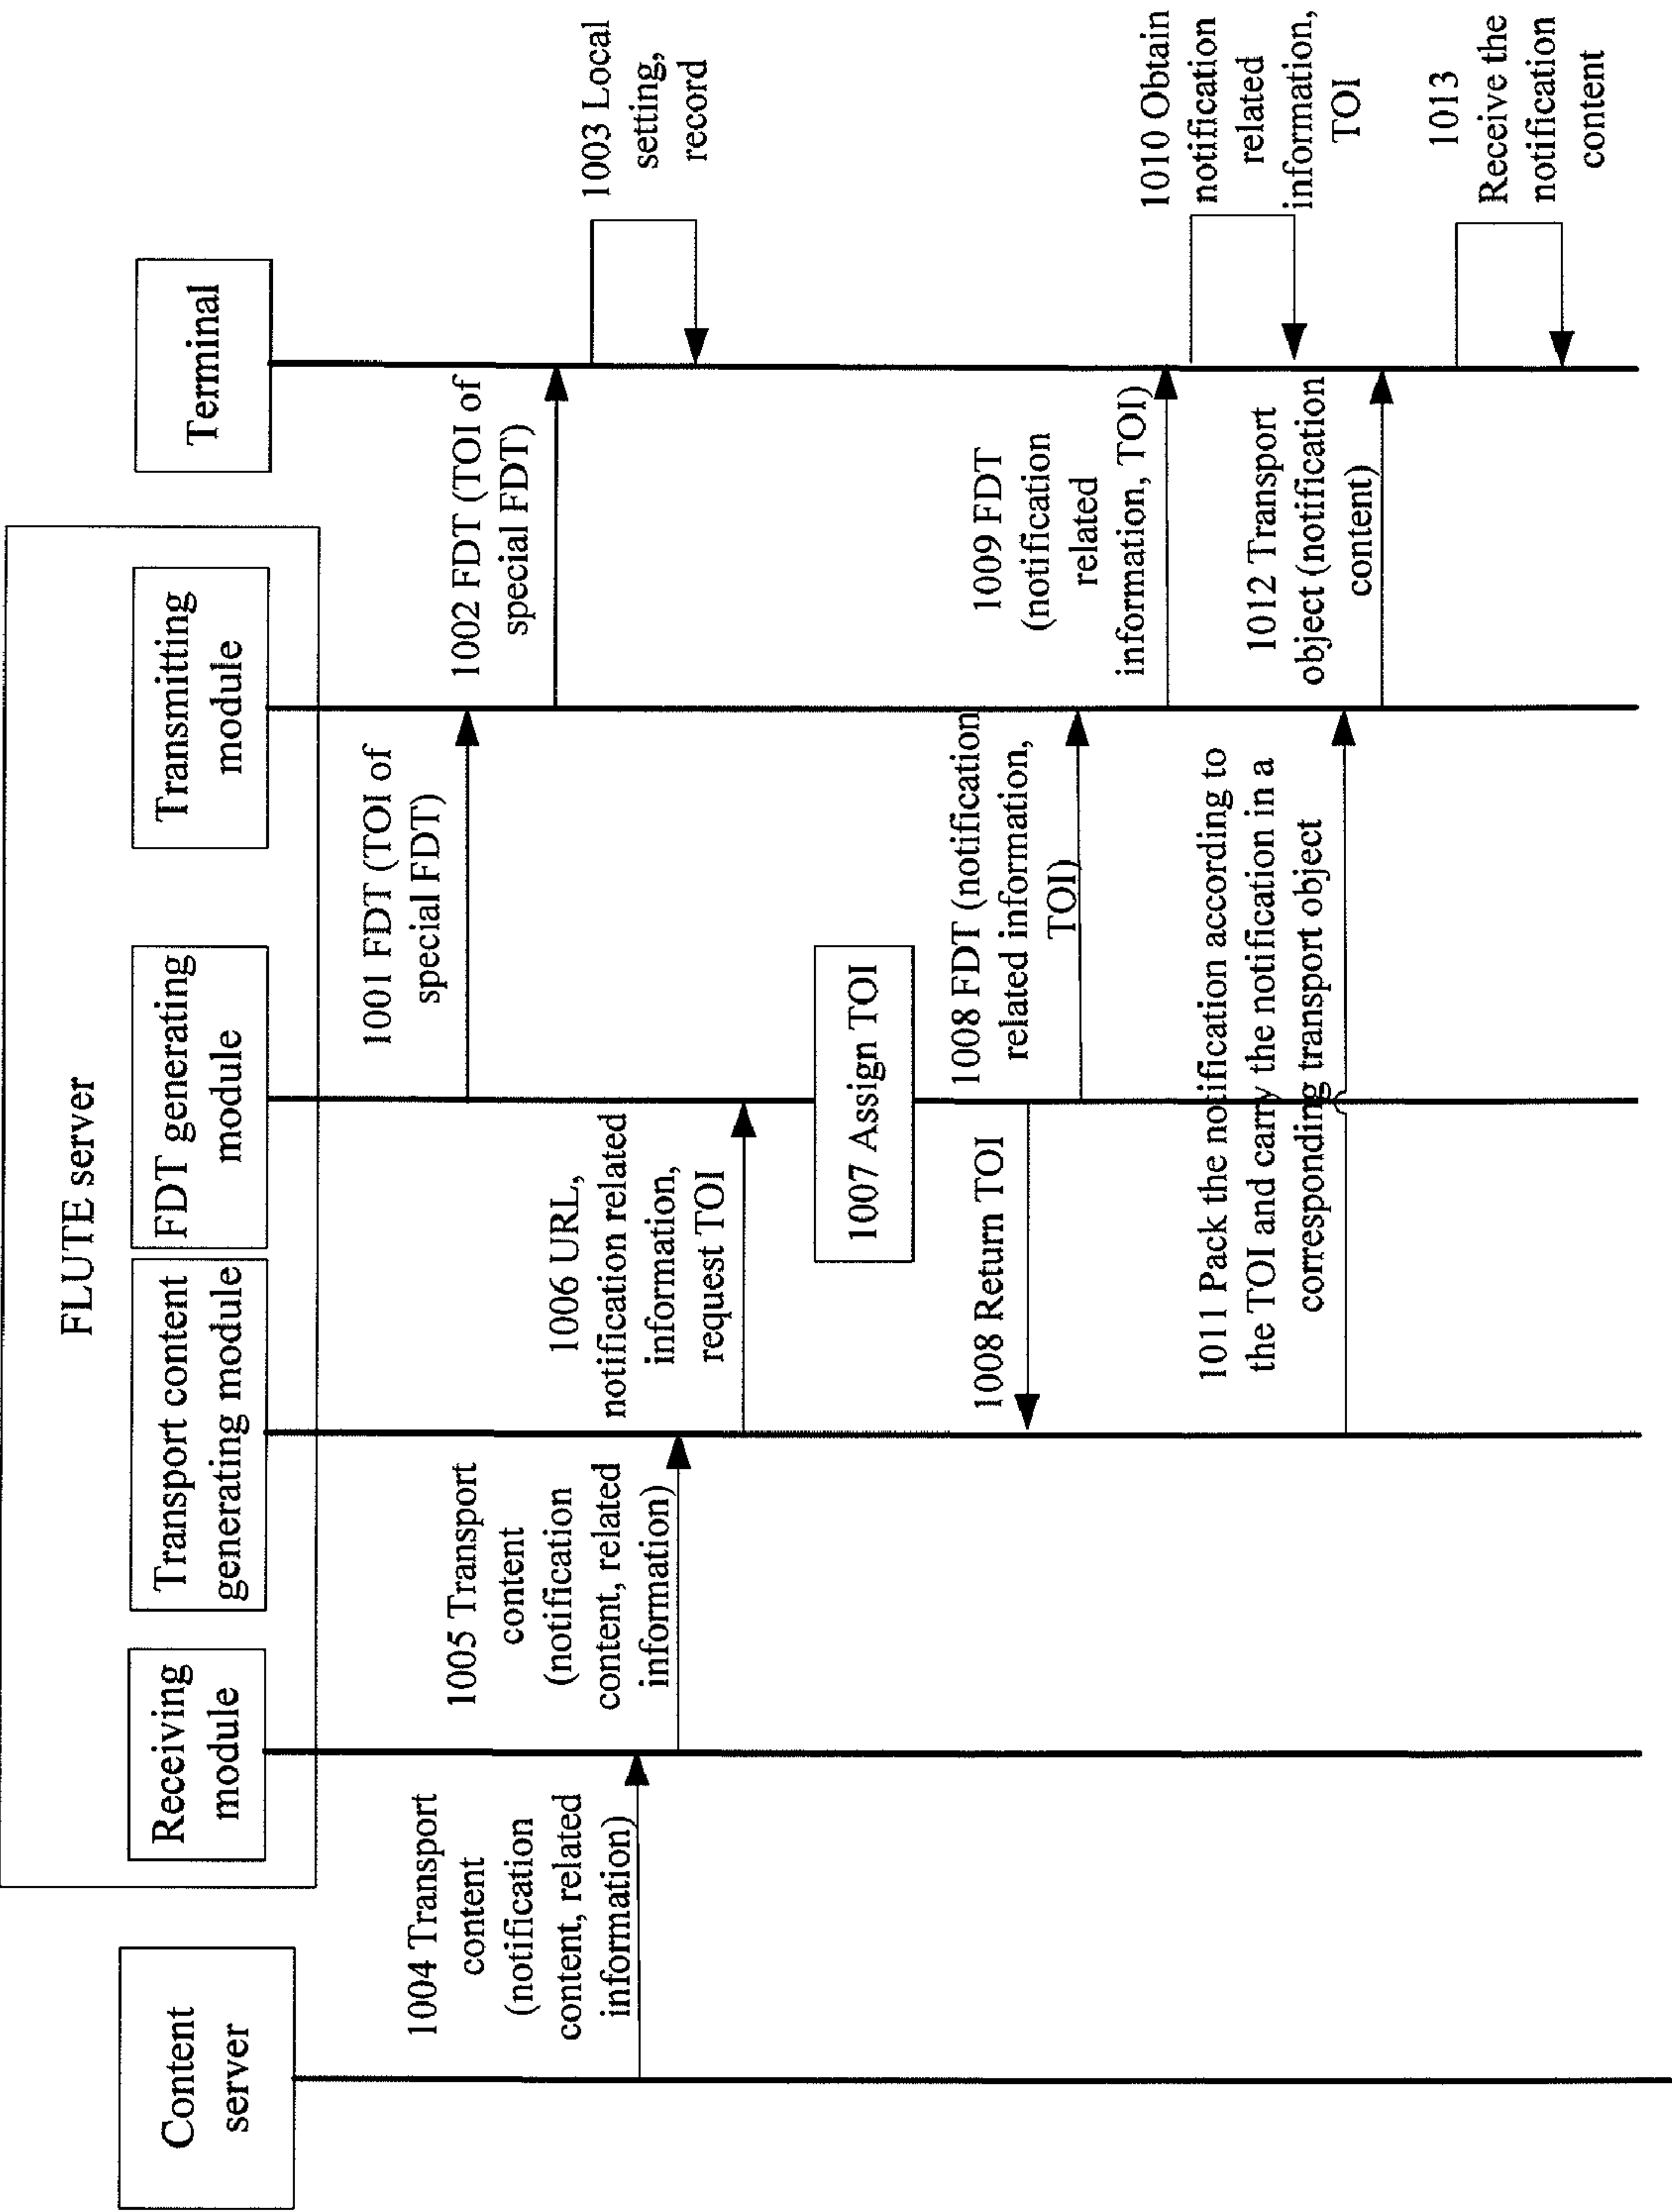 FLUTE server
Content
server
Receiving
module
Transport content
generating module
FDT generating
module
Transmitting
module
Terminal
1001 FDT (TOI of
special FDT)
1002 FDT (TOI of
special FDT)
1003 Local
setting,
record
1004 Transport
content
(notification
content, related
information)
1005 Transport
content
(notification
content, related
information)
1006 URL,
notification related
information,
request TOI
1007 Assign TOI
1008 Return TOI
1008 FDT (notification
related information,
TOI)
1009 FDT
(notification
related
information, TOI)
1010 Obtain
notification
related
information,
TOI
1011 Pack the notification according to
the TOI and carry the notification in a
corresponding transport object
1012 Transport
object (notification
content)
1013
Receive the
notification
content